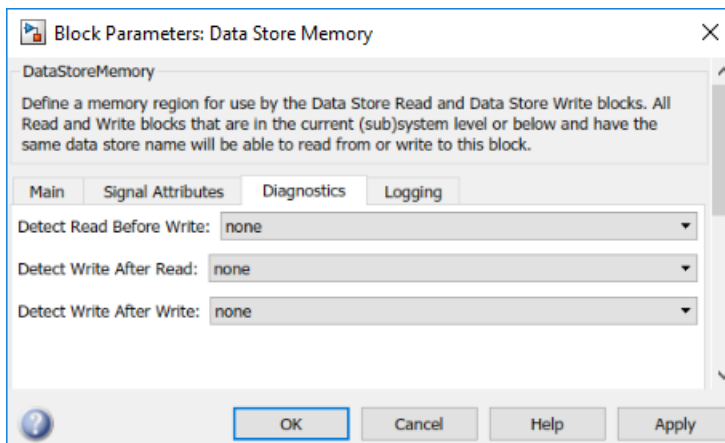 Block Parameters: Data Store Memory
DataStoreMemory
Define a memory region for use by the Data Store Read and Data Store Write blocks. All
Read and Write blocks that are in the current (sub)system level or below and have the
same data store name will be able to read from or write to this block.
Main Signal Attributes Diagnostics Logging
Detect Read Before Write: none
Detect Write After Read: none
Detect Write After Write: none
OK Cancel Help Apply